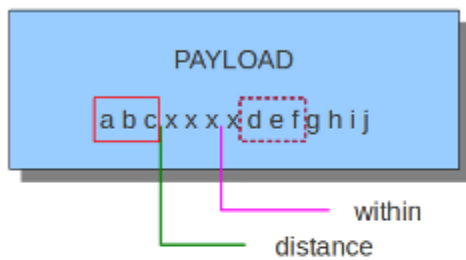 PAYLOAD
a b c x x x x d e f g h i j
within
distance